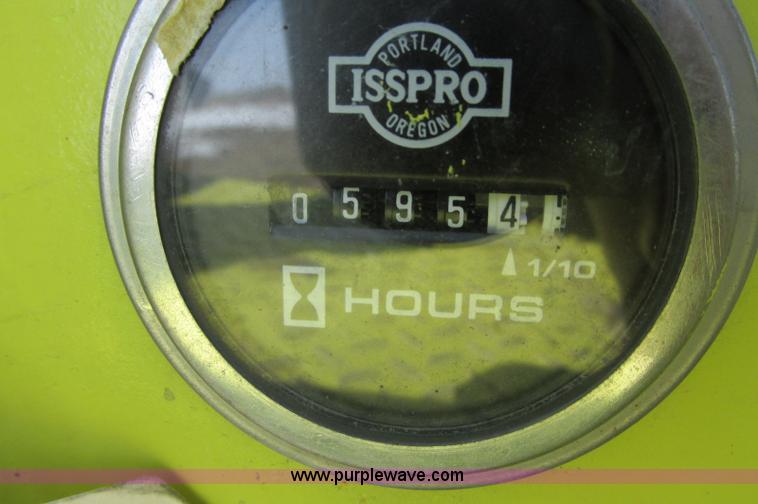 PORTLAND
ISSPRO
OREGON
0 5 9 5 4
1/10
HOURS
www.purplewave.com